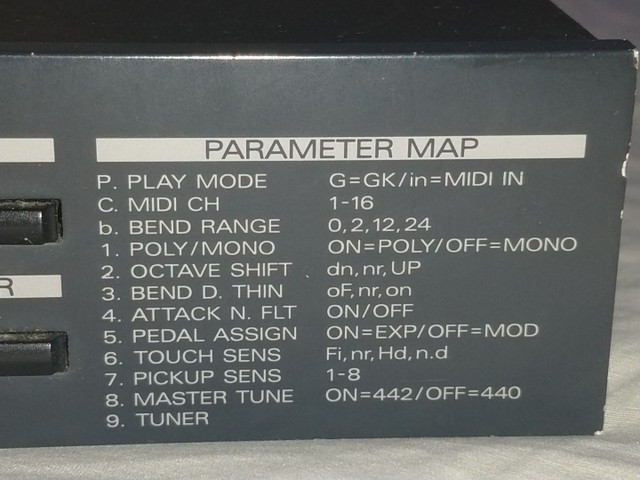 PARAMETER MAP
P. PLAY MODE G=GK/in=MIDI IN
C. MIDI CH 1-16
b. BEND RANGE 0,2,12,24
1. POLY/MONO ON=POLY/OFF=MONO
2. OCTAVE SHIFT dn,nr,UP
3. BEND D. THIN oF,nr,on
4. ATTACK N. FLT ON/OFF
5. PEDAL ASSIGN ON=EXP/OFF=MOD
6. TOUCH SENS Fi,nr,Hd,n.d
7. PICKUP SENS 1-8
8. MASTER TUNE ON=442/OFF=440
9. TUNER
R